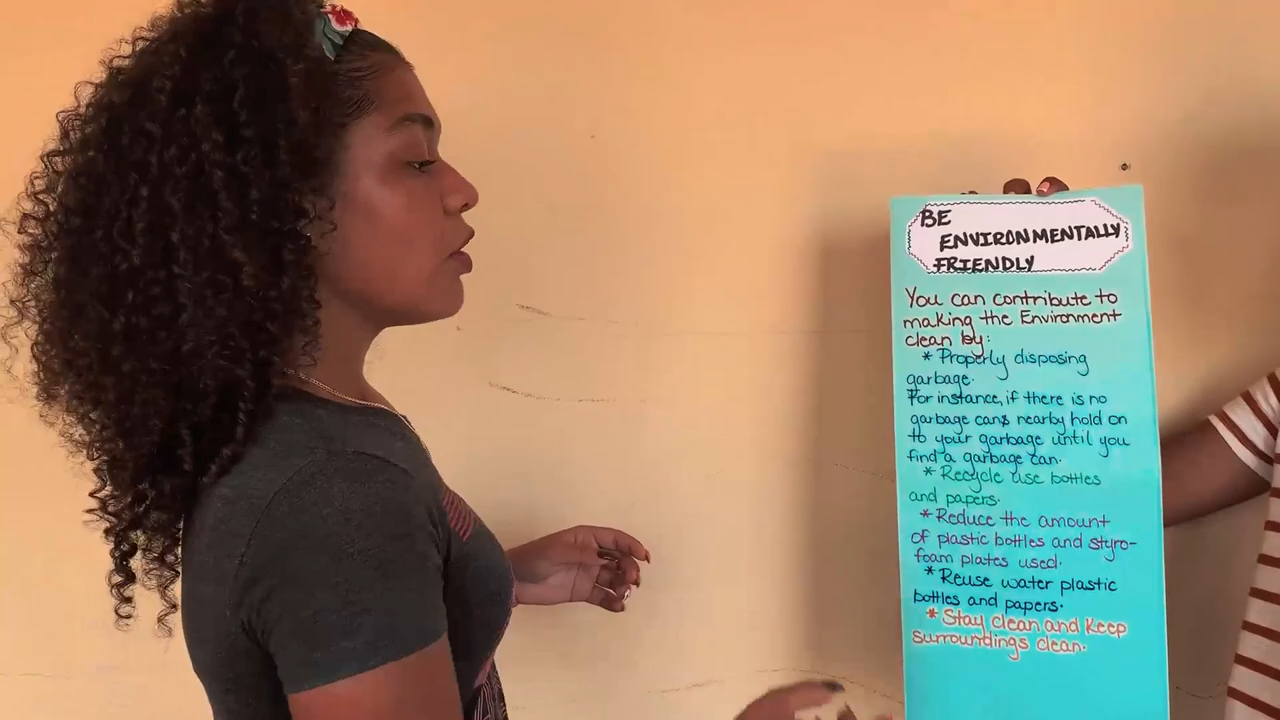 BE
ENVIRONMENTALLY
FRIENDLY
You can contribute to
making the Environment
clean by:
* Properly disposing
garbage.
For instance, if there is no
garbage cans nearby hold on
to your garbage until you
find a garbage can.
* Recycle use bottles
and papers.
* Reduce the amount
of plastic bottles and styro-
foam plates used.
* Reuse water plastic
bottles and papers.
* Stay clean and keep
surroundings clean.